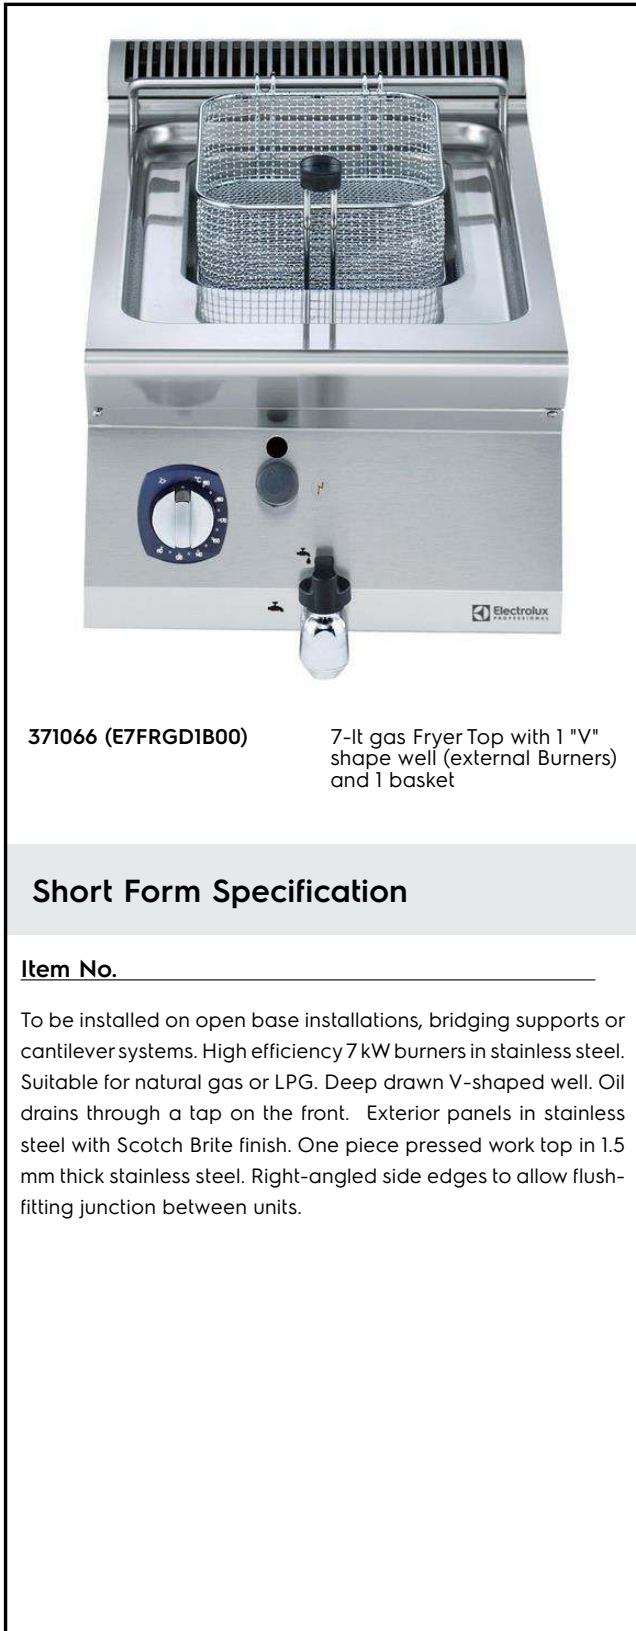 Electrolux
PROFESSIONAL
371066 (E7FRGD1B00)
7-lt gas Fryer Top with 1 "V"
shape well (external Burners)
and 1 basket
Short Form Specification
Item No.
To be installed on open base installations, bridging supports or
cantilever systems. High efficiency 7 kW burners in stainless steel.
Suitable for natural gas or LPG. Deep drawn V-shaped well. Oil
drains through a tap on the front. Exterior panels in stainless
steel with Scotch Brite finish. One piece pressed work top in 1.5
mm thick stainless steel. Right-angled side edges to allow flush-
fitting junction between units.